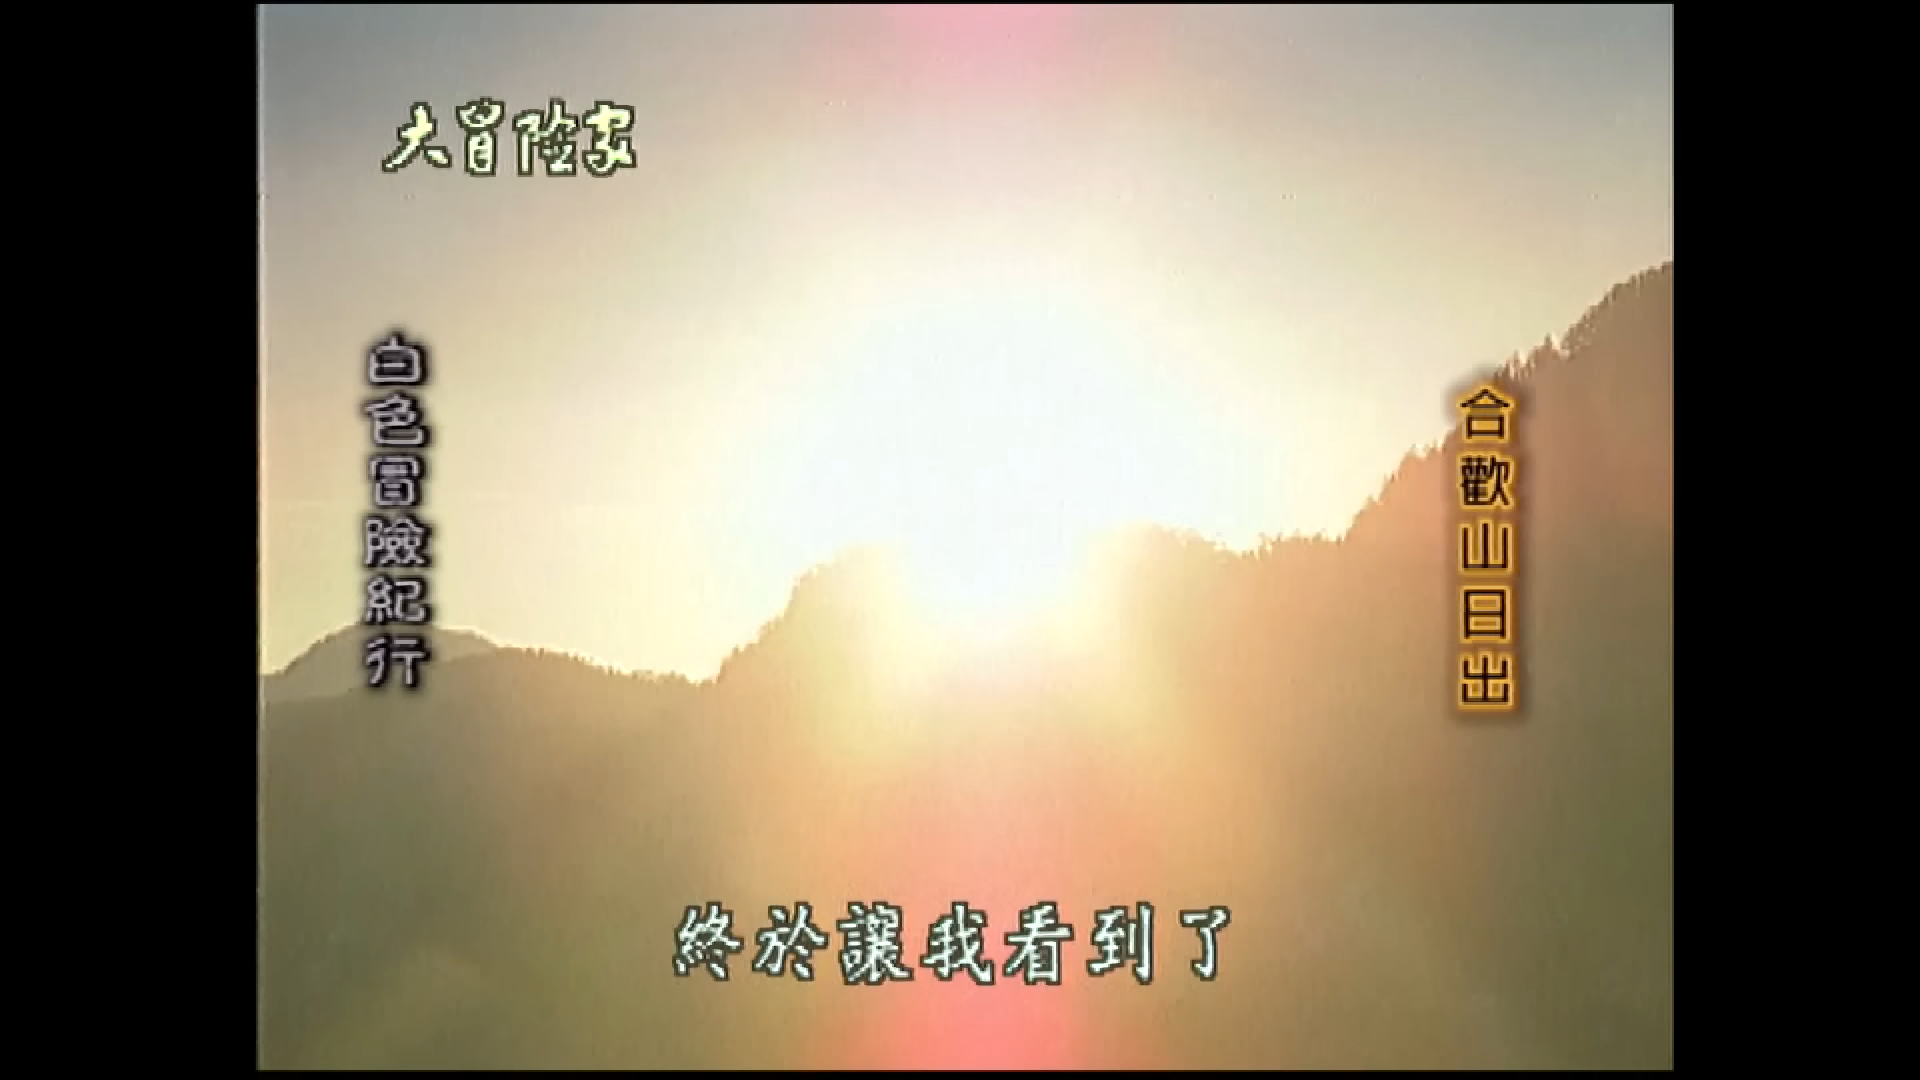 大冒險家
白色冒險紀行
合歡山日出
終於讓我看到了